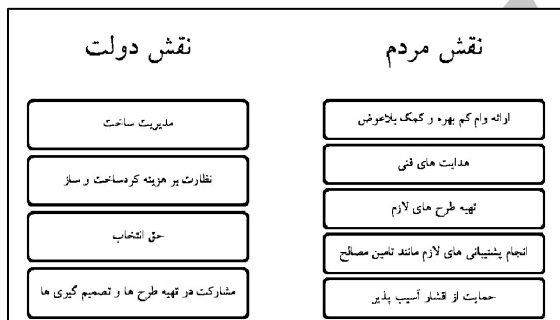 نقش مردم
ارائه وام کم بهره و کمک بلاعوض
هدایت های فنی
تهیه طرح های لازم
انجام پشتیبانی های لازم مانند تامین مصالح
حمایت از اقشار آسیب پذیر
نقش دولت
مدیریت ساخت
نظارت بر هزینه کردساخت و ساز
حق انتخاب
مشارکت در تهیه طرح ها و تصمیم گیری ها